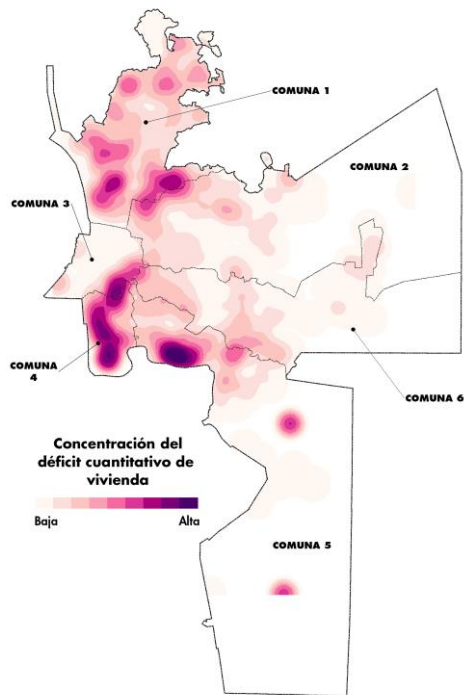 COMUNA 1
COMUNA 2
COMUNA 3
COMUNA
4
COMUNA 6
Concentración del
déficit cuantitativo de
vivienda
Baja Alta
COMUNA 5